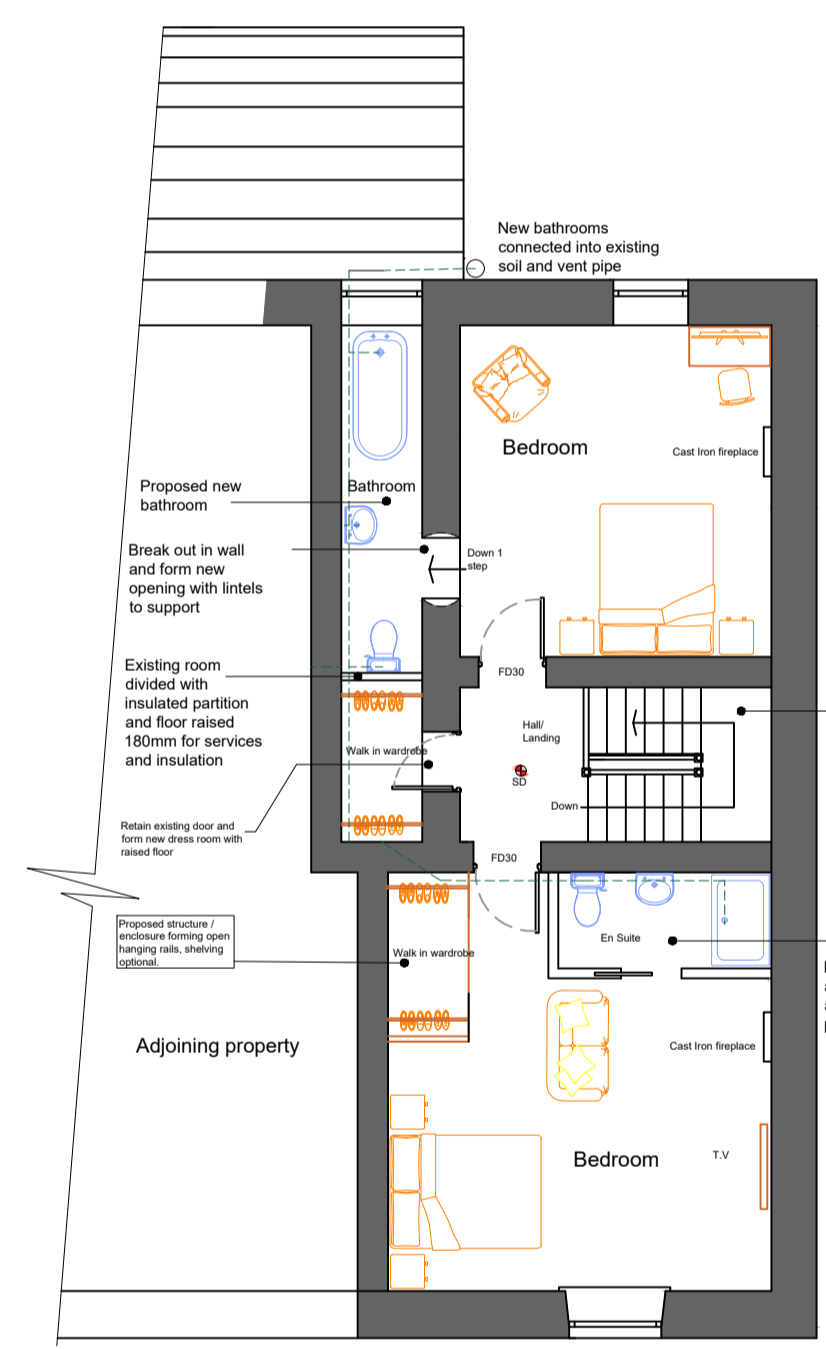 New bathrooms
connected into existing
soil and vent pipe
Bedroom
Cast Iron fireplace
Proposed new
bathroom
Bathroom
Break out in wall
and form new
opening with lintels
to support
Down 1
step
Existing room
divided with
insulated partition
and floor raised
180mm for services
and insulation
FD30
Hall/
Landing
Walk in wardrobe
SD
Down
Retain existing door and
form new dress room with
raised floor
FD30
Proposed structure /
enclosure forming open
hanging rails, shelving
optional.
Walk in wardrobe
En Suite
Adjoining property
Cast Iron fireplace
Bedroom
T.V